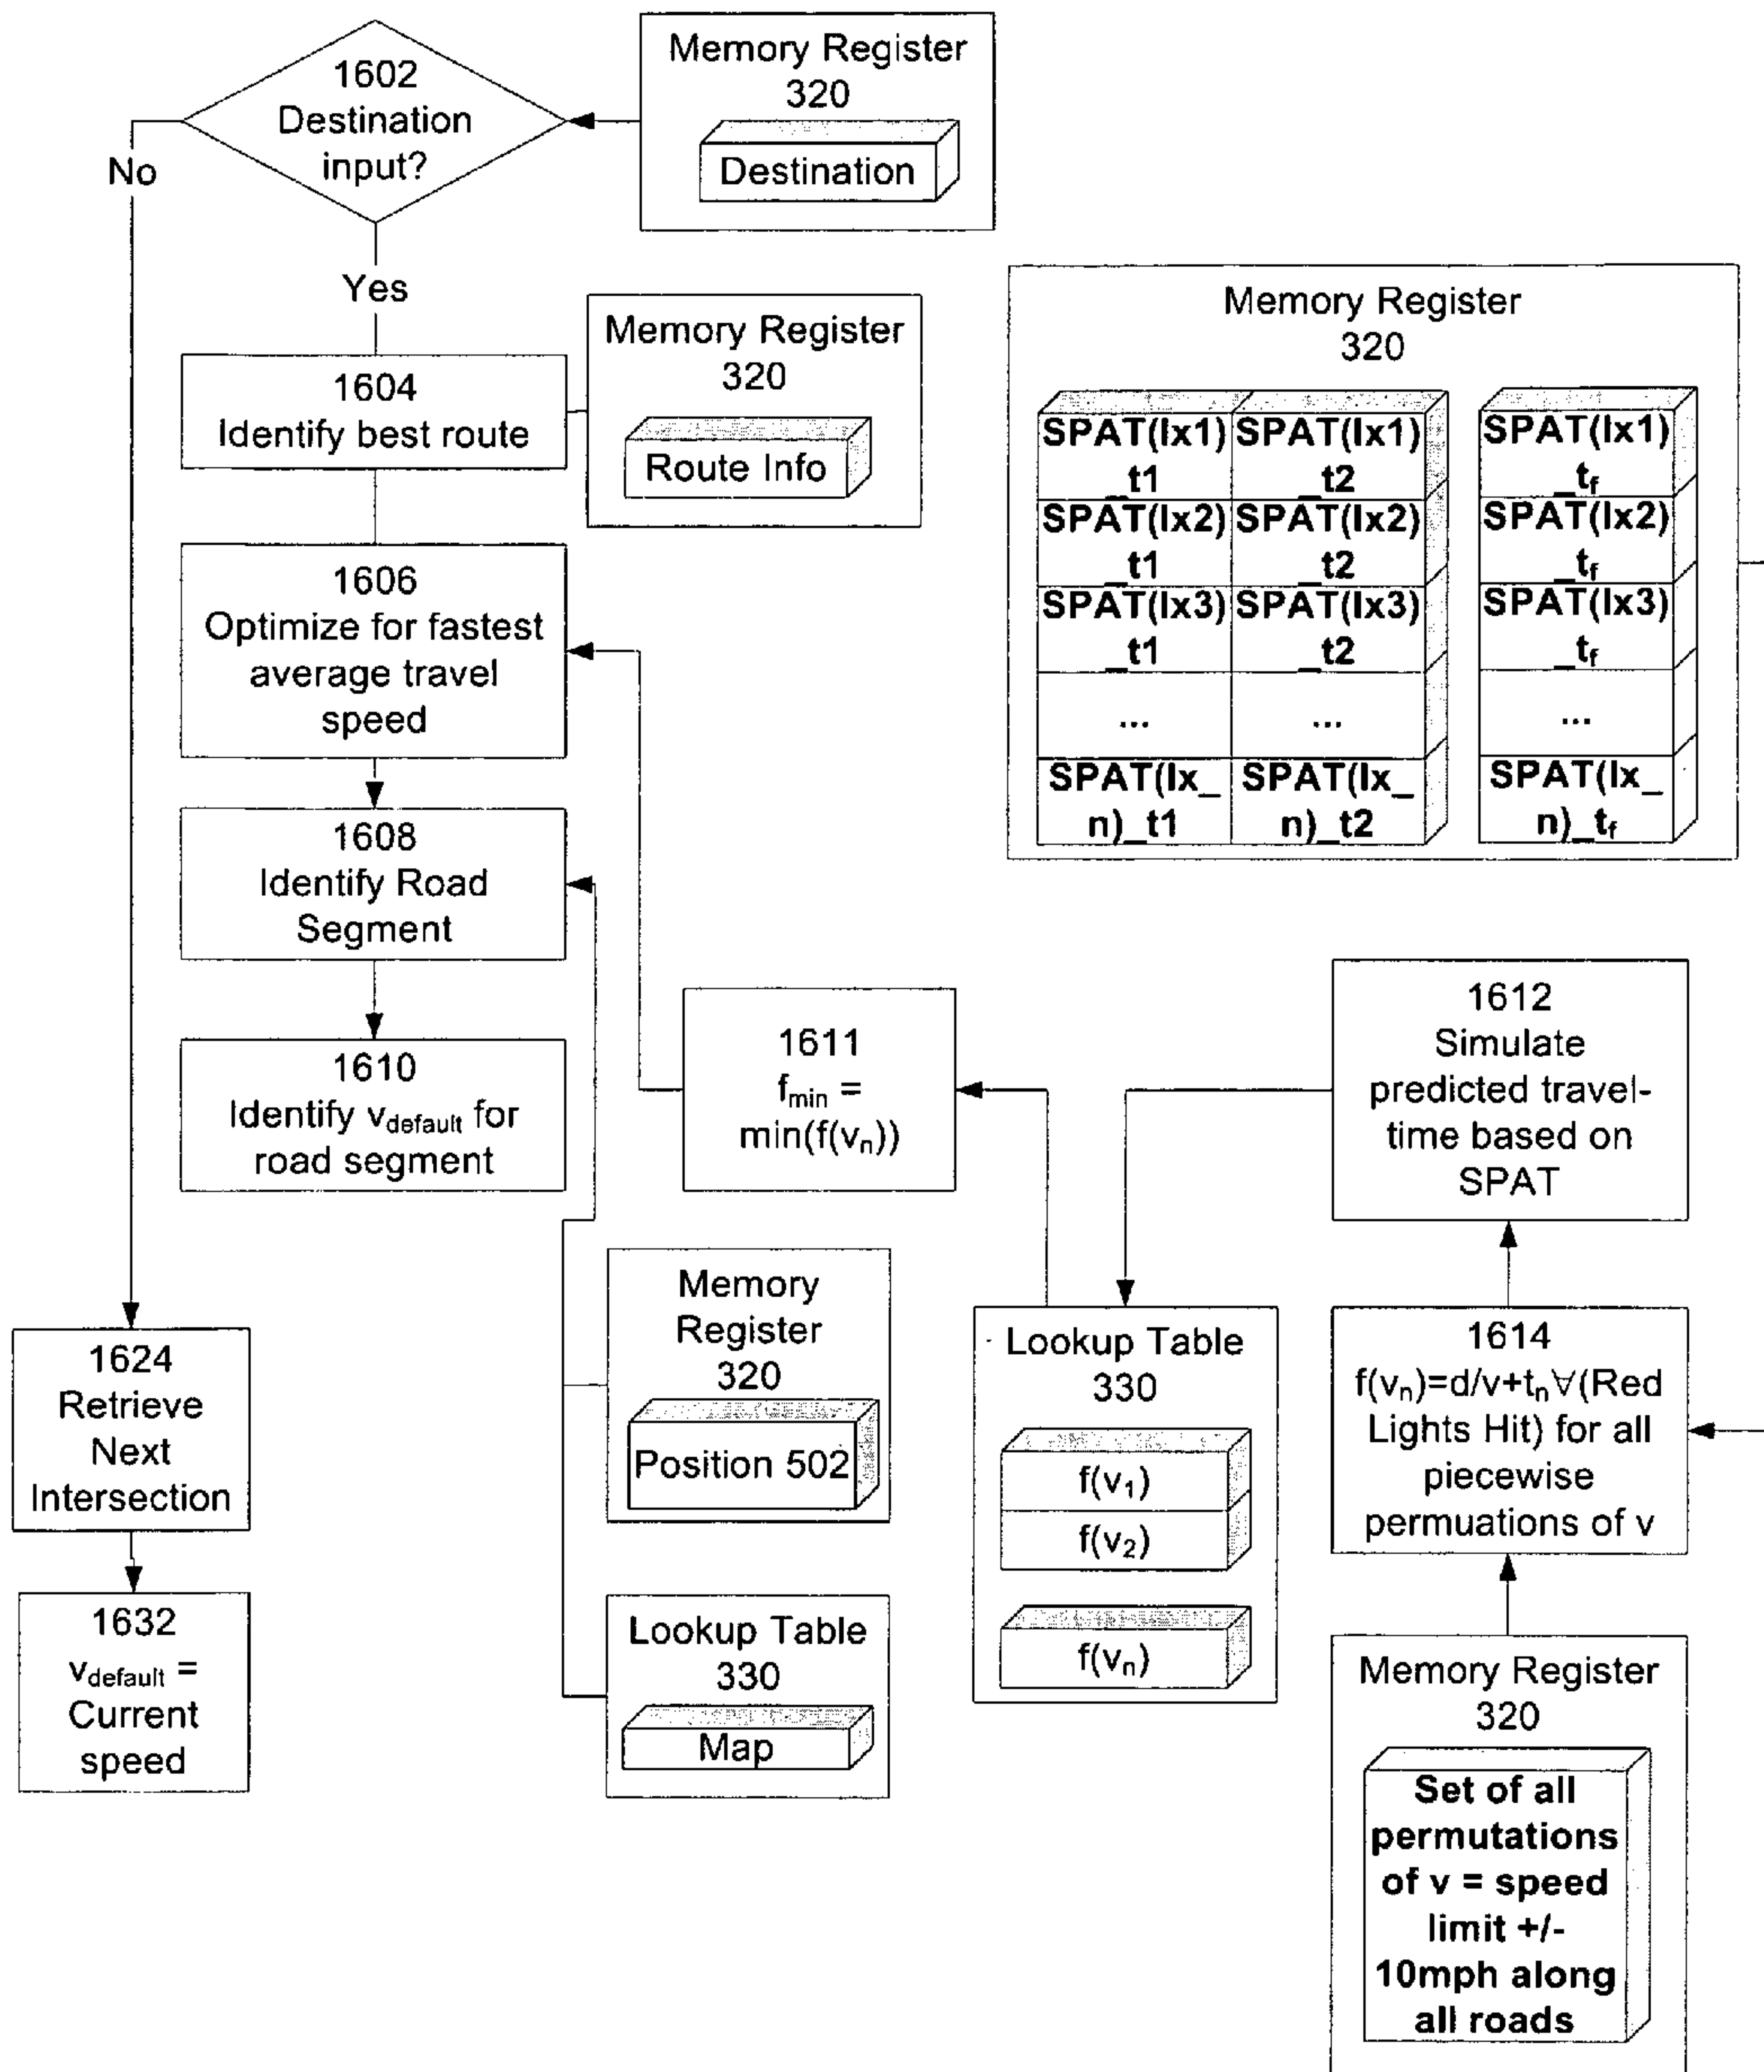 1602
Destination
input?
Memory Register
320
Destination
No
Yes
1604
Identify best route
Memory Register
320
Route Info
Memory Register
320
SPAT(Ix1) SPAT(Ix1) SPAT(Ix1)
_t1 _t2 _tf
SPAT(Ix2) SPAT(Ix2) SPAT(Ix2)
_t1 _t2 _tf
SPAT(Ix3) SPAT(Ix3) SPAT(Ix3)
_t1 _t2 _tf
... ... ...
SPAT(Ix_ SPAT(Ix_ SPAT(Ix_
n)_t1 n)_t2 n)_tf
1606
Optimize for fastest
average travel
speed
1608
Identify Road
Segment
1610
Identify vdefault for
road segment
1611
fmin =
min(f(vn))
1612
Simulate
predicted travel-
time based on
SPAT
Memory
Register
320
Position 502
Lookup Table
330
f(v1)
f(v2)
f(vn)
1614
f(vn)=d/v+tn∀(Red
Lights Hit) for all
piecewise
permuations of v
1624
Retrieve
Next
Intersection
1632
vdefault =
Current
speed
Lookup Table
330
Map
Memory Register
320
Set of all
permutations
of v = speed
limit +/-
10mph along
all roads